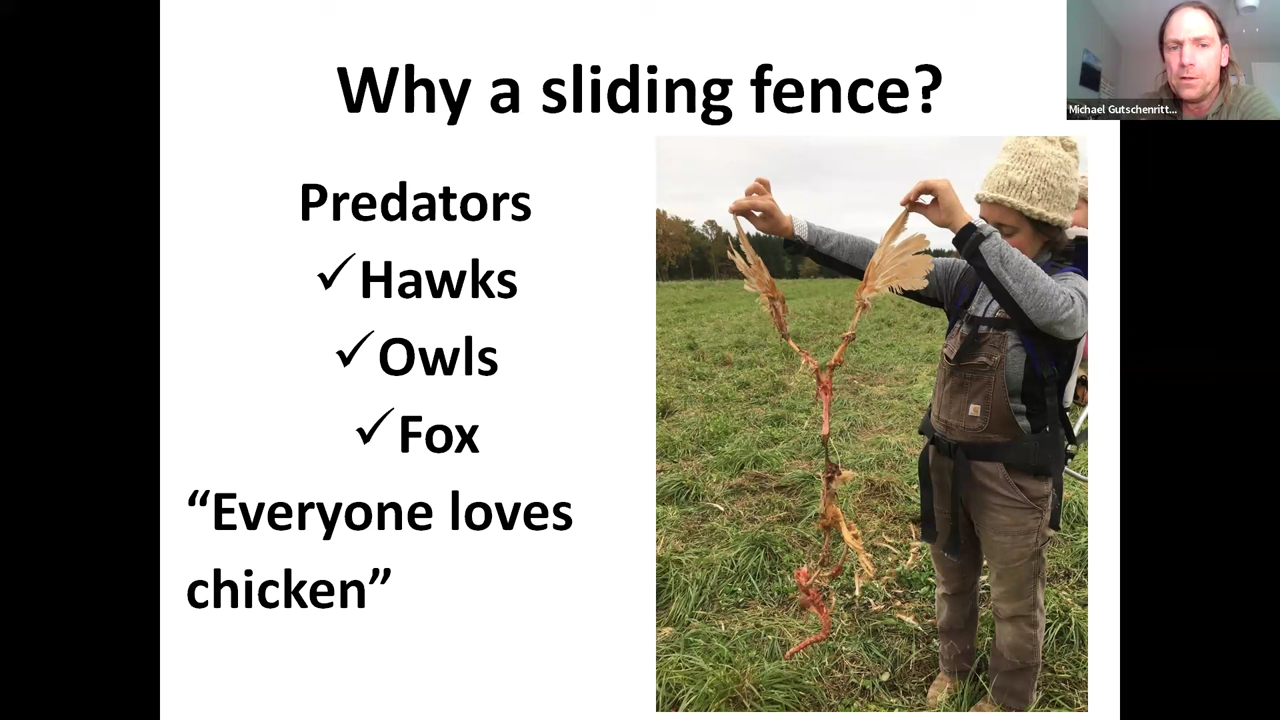 Why a sliding fence?
Predators
✓Hawks
✓Owls
✓Fox
“Everyone loves
chicken”
Michael Gutschenritt...